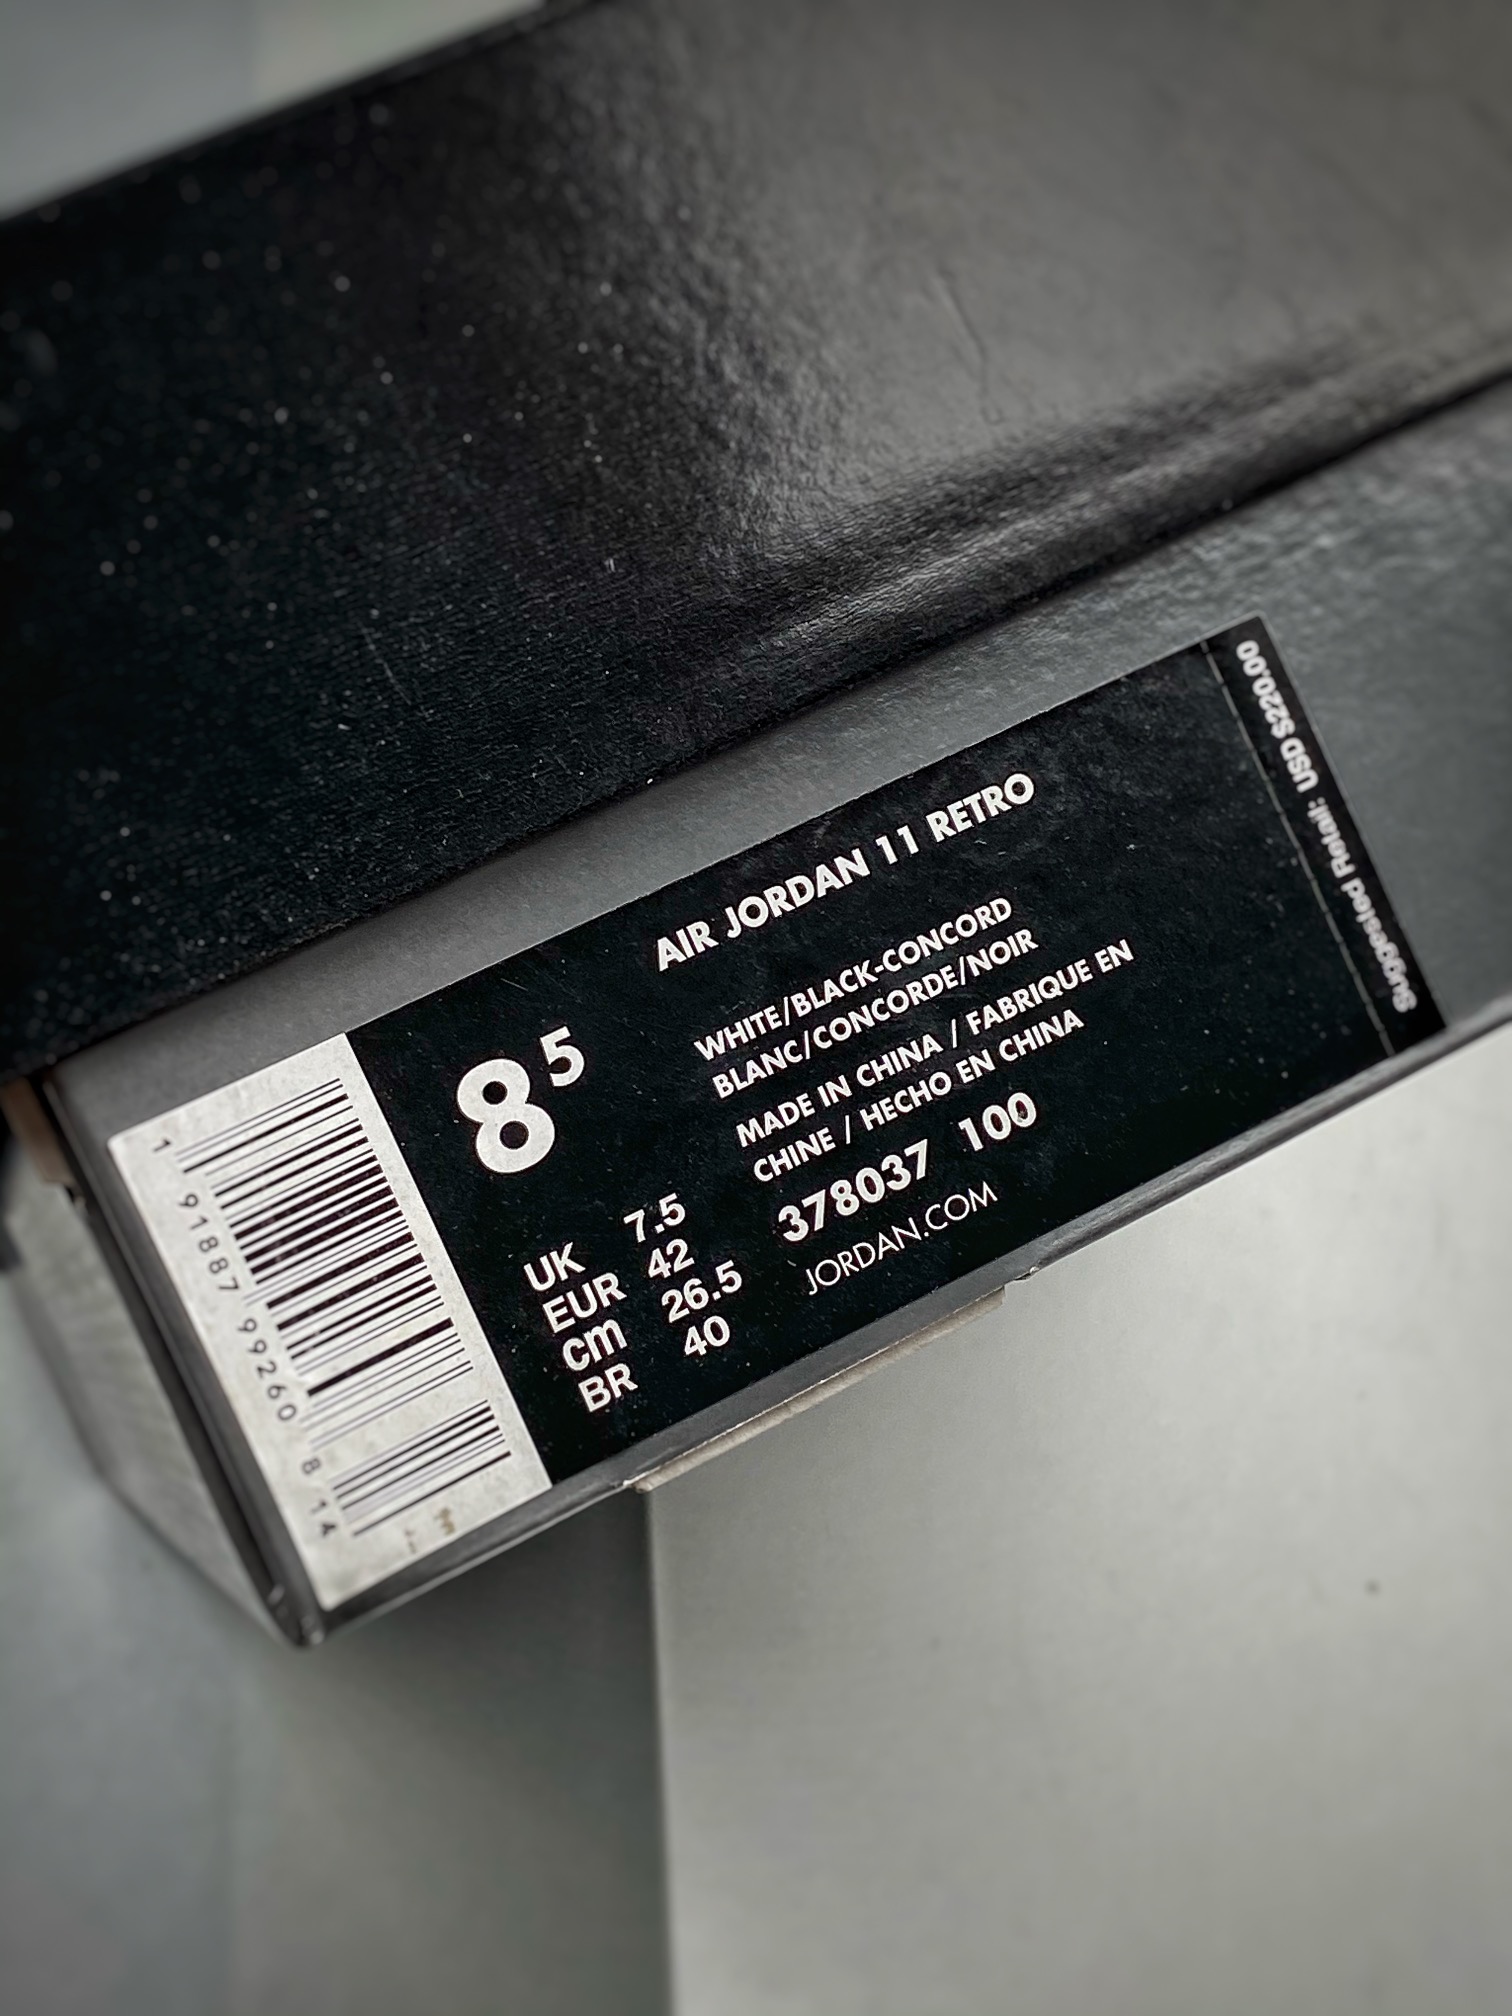 AIR JORDAN 11 RETRO
8 5
WHITE/BLACK-CONCORD
BLANC/CONCORDE/NOIR
MADE IN CHINA / FABRIQUE EN
CHINE / HECHO EN CHINA
378037 100
JORDAN.COM
UK 7.5
EUR 42
cm 26.5
BR 40
1 91887 99260 8 14
Suggested Retail: USD $220.00